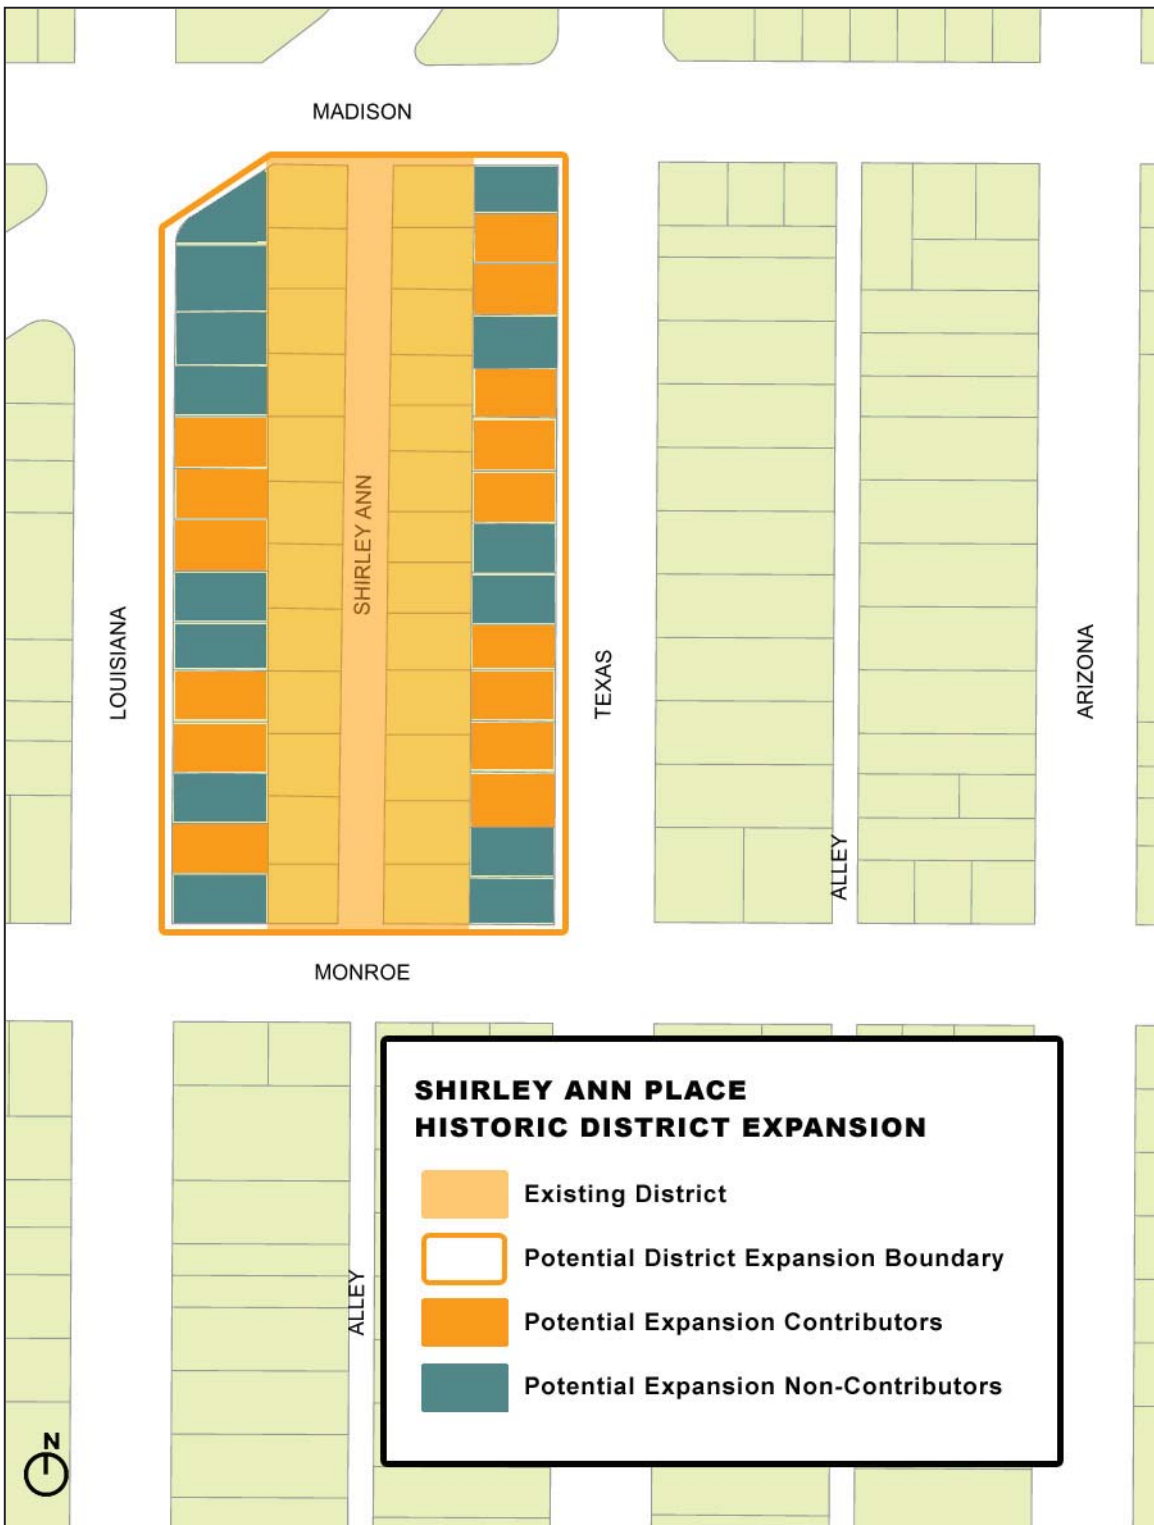 MADISON
SHIRLEY ANN
LOUISIANA
TEXAS
ARIZONA
ALLEY
MONROE
SHIRLEY ANN PLACE
HISTORIC DISTRICT EXPANSION
Existing District
Potential District Expansion Boundary
Potential Expansion Contributors
Potential Expansion Non-Contributors
ALLEY
N